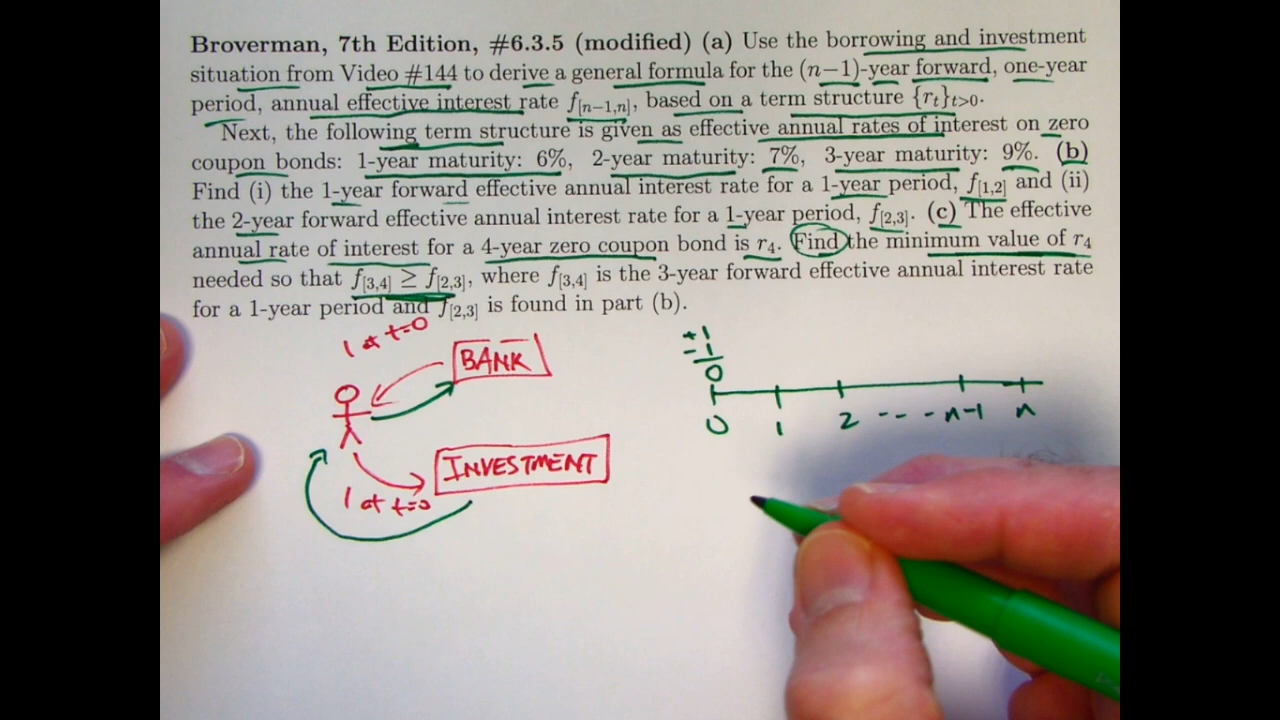 Broverman, 7th Edition, #6.3.5 (modified) (a) Use the borrowing and investment
situation from Video #144 to derive a general formula for the (n−1)-year forward, one-year
period, annual effective interest rate f[n−1,n], based on a term structure {rt}t>0.
Next, the following term structure is given as effective annual rates of interest on zero
coupon bonds: 1-year maturity: 6%, 2-year maturity: 7%, 3-year maturity: 9%. (b)
Find (i) the 1-year forward effective annual interest rate for a 1-year period, f[1,2] and (ii)
the 2-year forward effective annual interest rate for a 1-year period, f[2,3]. (c) The effective
annual rate of interest for a 4-year zero coupon bond is r4. Find the minimum value of r4
needed so that f[3,4] ≥ f[2,3], where f[3,4] is the 3-year forward effective annual interest rate
for a 1-year period and f[2,3] is found in part (b).
1 at t=0
BANK
INVESTMENT
1 at t=0
+1
−1
0
0 1 2 - - - n-1 n